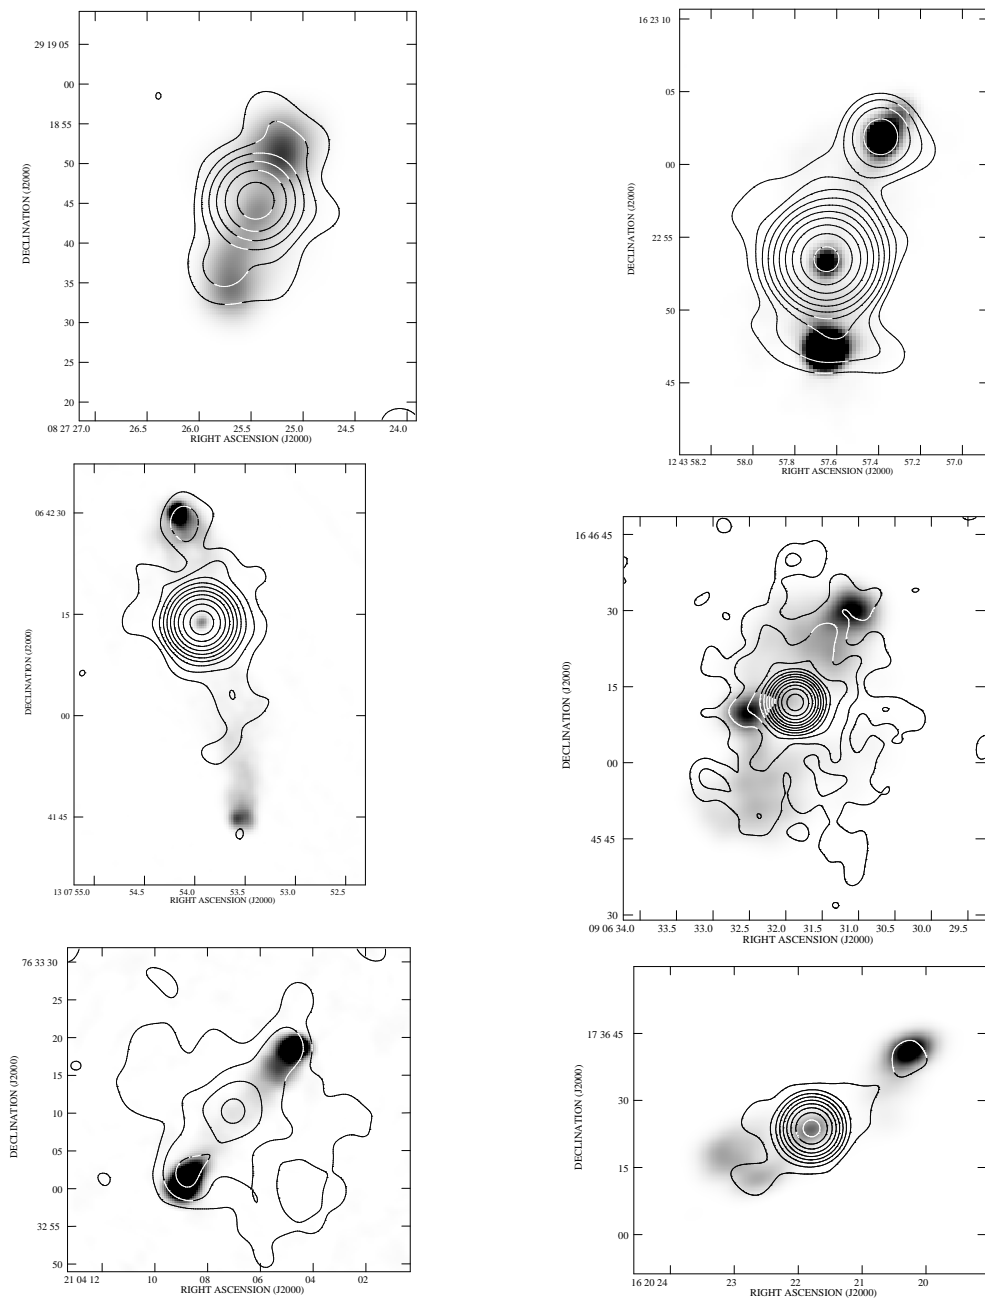 29 19 05
00
18 55
50
45
40
35
30
25
20
DECLINATION (J2000)
08 27 27.0 26.5 26.0 25.5 25.0 24.5 24.0
RIGHT ASCENSION (J2000)
16 23 10
05
00
22 55
50
45
DECLINATION (J2000)
12 43 58.2 58.0 57.8 57.6 57.4 57.2 57.0
RIGHT ASCENSION (J2000)
06 42 30
15
00
41 45
DECLINATION (J2000)
13 07 55.0 54.5 54.0 53.5 53.0 52.5
RIGHT ASCENSION (J2000)
16 46 45
30
15
00
45 45
30
DECLINATION (J2000)
09 06 34.0 33.5 33.0 32.5 32.0 31.5 31.0 30.5 30.0 29.5
RIGHT ASCENSION (J2000)
76 33 30
25
20
15
10
05
00
32 55
50
DECLINATION (J2000)
21 04 12 10 08 06 04 02
RIGHT ASCENSION (J2000)
17 36 45
30
15
00
DECLINATION (J2000)
16 20 24 23 22 21 20
RIGHT ASCENSION (J2000)